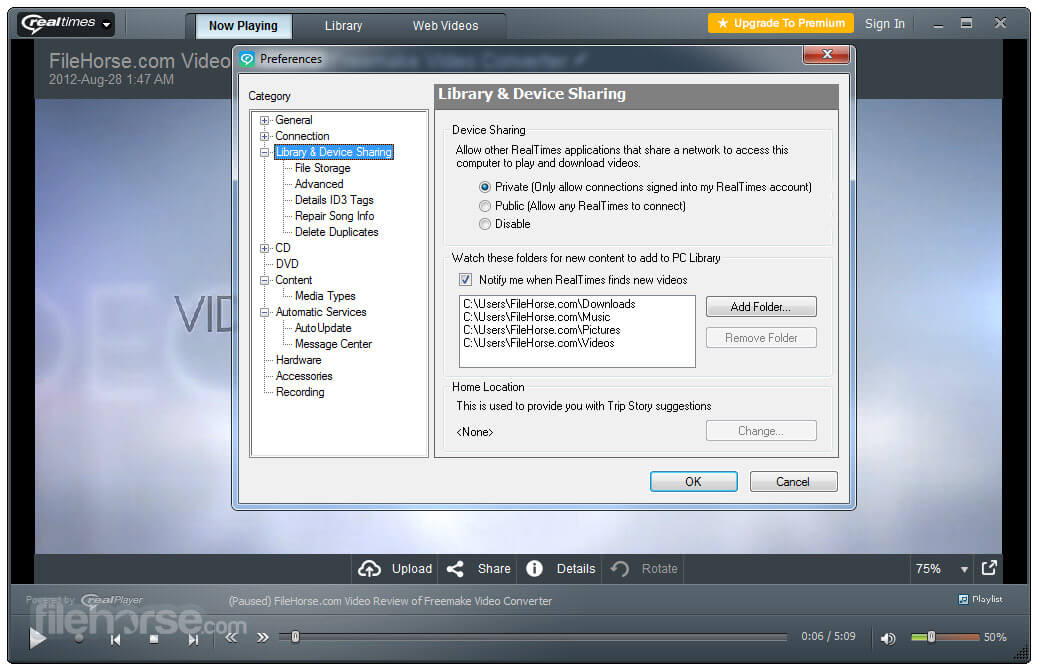 realtimes
Now Playing
Library
Web Videos
★ Upgrade To Premium
Sign In
FileHorse.com Video
Freemake Video Converter
2012-Aug-28 1:47 AM
Preferences
Category
General
Connection
Library & Device Sharing
File Storage
Advanced
Details ID3 Tags
Repair Song Info
Delete Duplicates
CD
DVD
Content
Media Types
Automatic Services
AutoUpdate
Message Center
Hardware
Accessories
Recording
Library & Device Sharing
Device Sharing
Allow other RealTimes applications that share a network to access this
computer to play and download videos.
Private (Only allow connections signed into my RealTimes account)
Public (Allow any RealTimes to connect)
Disable
Watch these folders for new content to add to PC Library
Notify me when RealTimes finds new videos
C:\Users\FileHorse.com\Downloads
C:\Users\FileHorse.com\Music
C:\Users\FileHorse.com\Pictures
C:\Users\FileHorse.com\Videos
Add Folder...
Remove Folder
Home Location
This is used to provide you with Trip Story suggestions
<None>
Change...
OK
Cancel
VID
Upload
Share
Details
Rotate
75%
Powered by RealPlayer
(Paused) FileHorse.com Video Review of Freemake Video Converter
Playlist
filehorse.com
0:06 / 5:09
50%